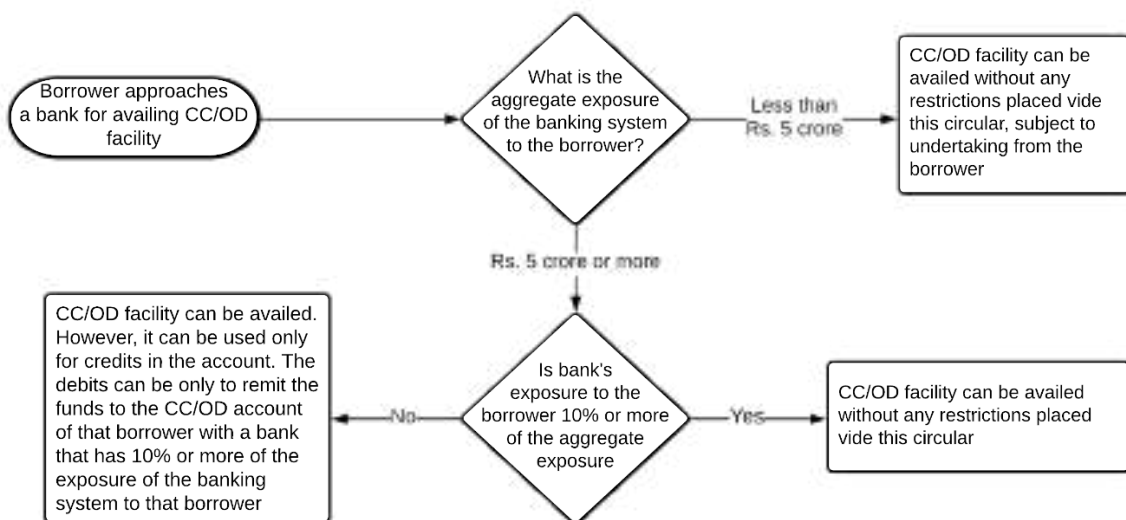 Borrower approaches
a bank for availing CC/OD
facility
What is the
aggregate exposure
of the banking system
to the borrower?
Less than
Rs. 5 crore
CC/OD facility can be
availed without any
restrictions placed vide
this circular, subject to
undertaking from the
borrower
Rs. 5 crore or more
Is bank's
exposure to the
borrower 10% or more
of the aggregate
exposure
No
CC/OD facility can be availed.
However, it can be used only
for credits in the account. The
debits can be only to remit the
funds to the CC/OD account
of that borrower with a bank
that has 10% or more of the
exposure of the banking
system to that borrower
Yes
CC/OD facility can be availed
without any restrictions placed
vide this circular